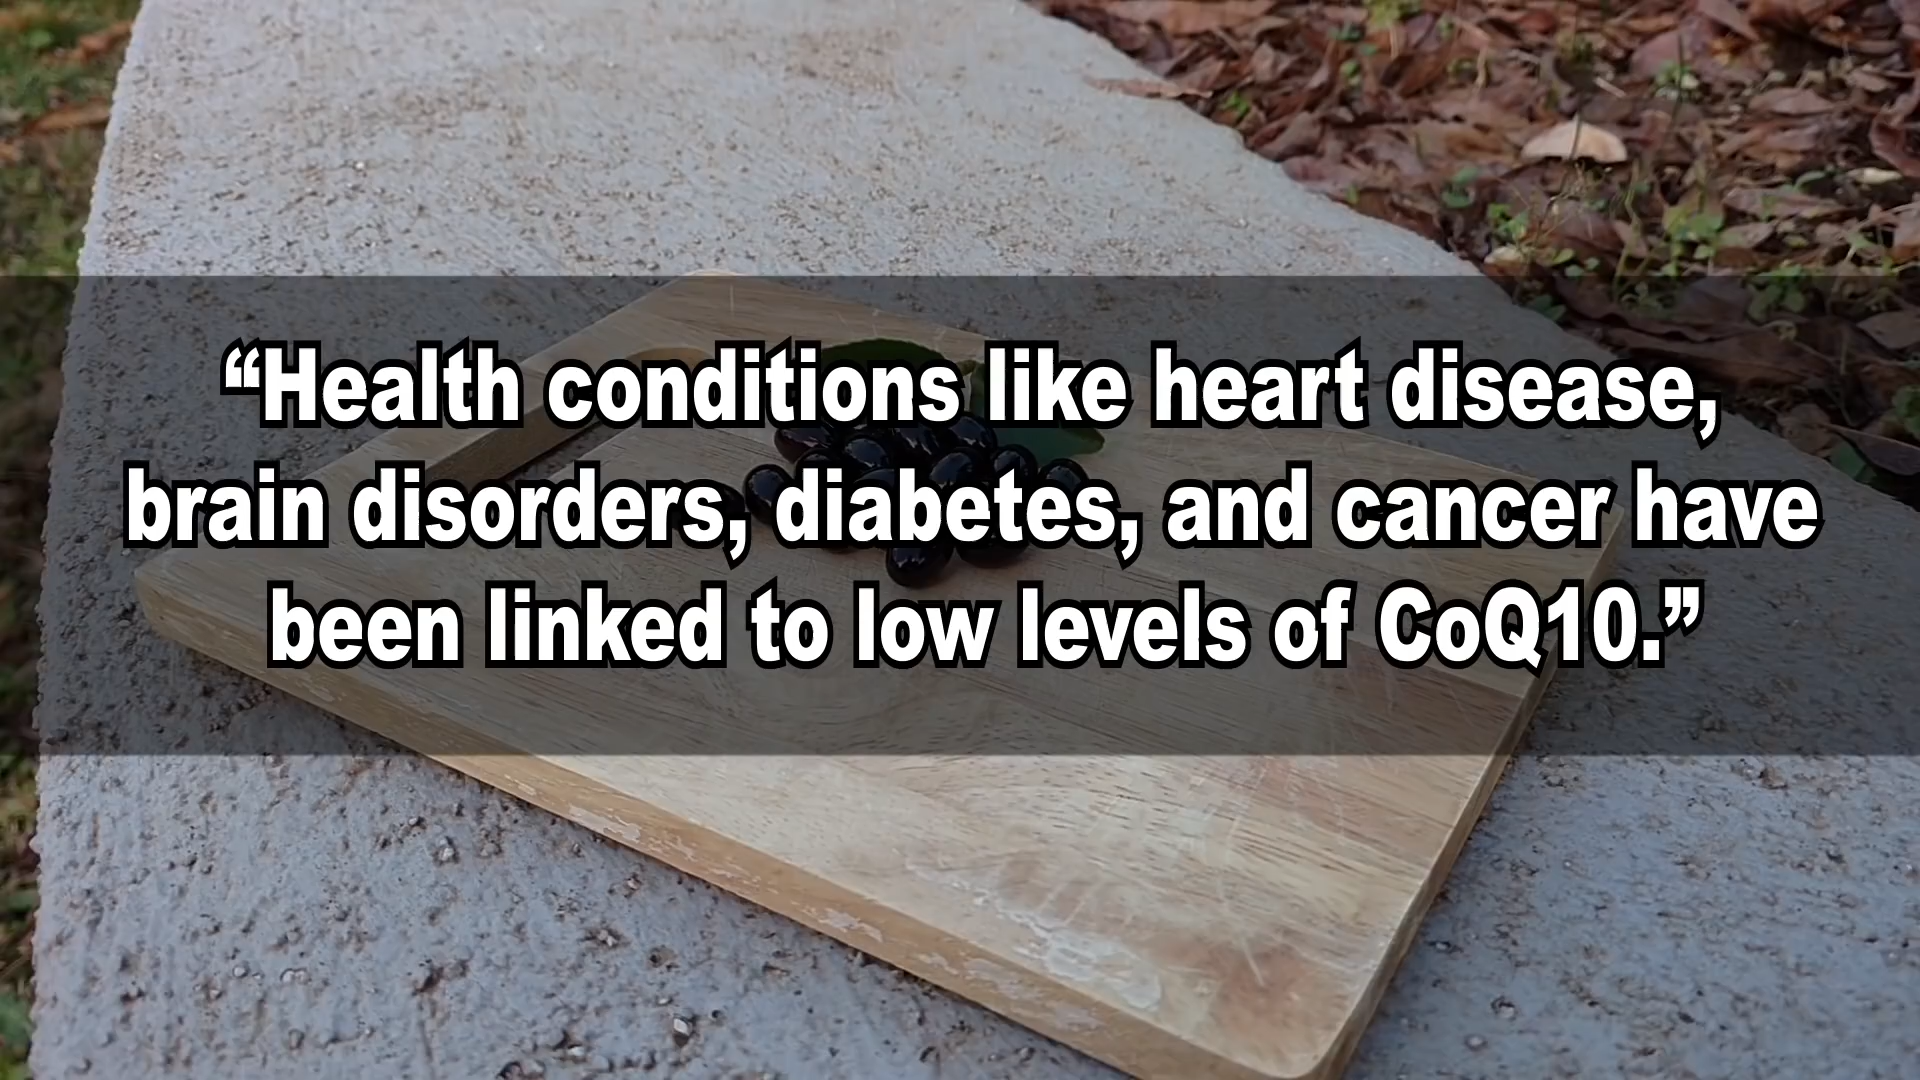 “Health conditions like heart disease,
brain disorders, diabetes, and cancer have
been linked to low levels of CoQ10.”